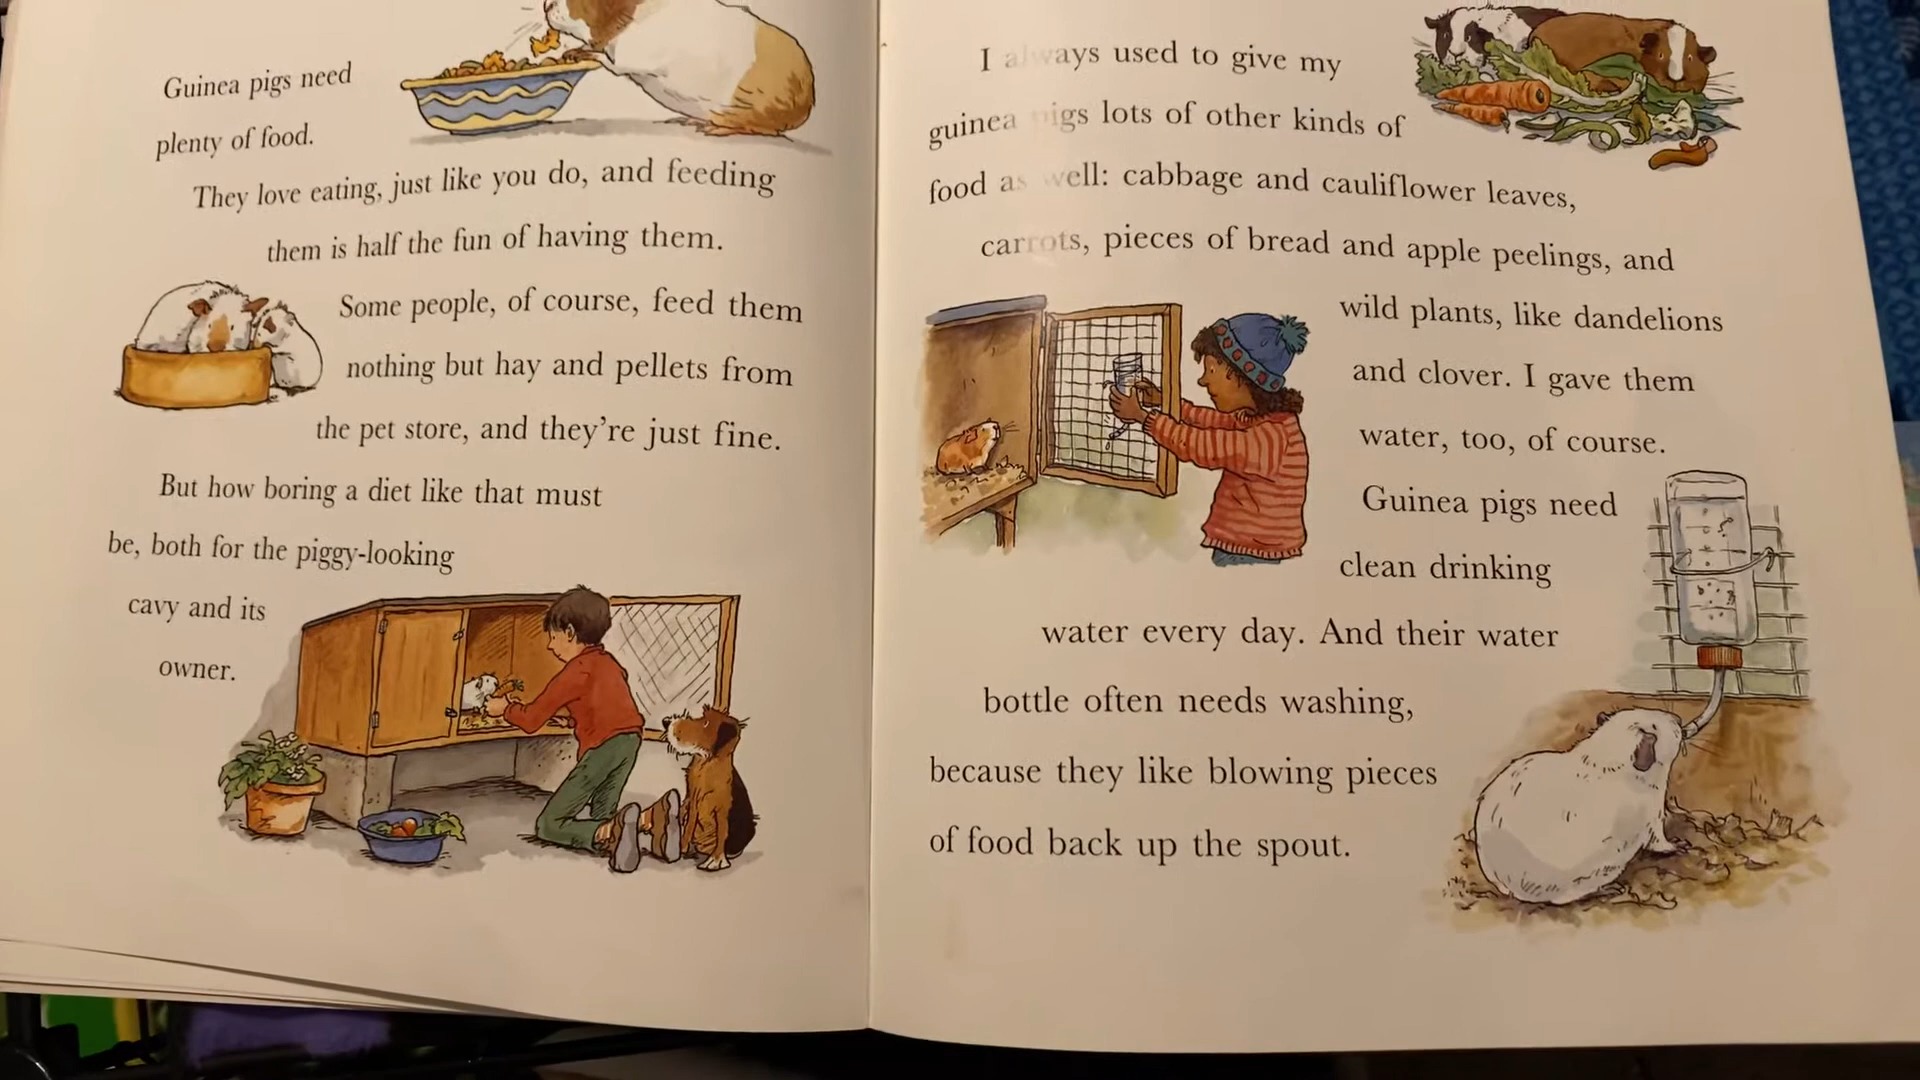 Guinea pigs need
plenty of food.
They love eating, just like you do, and feeding
them is half the fun of having them.
Some people, of course, feed them
nothing but hay and pellets from
the pet store, and they're just fine.
But how boring a diet like that must
be, both for the piggy-looking
cavy and its
owner.
I always used to give my
guinea pigs lots of other kinds of
food as well: cabbage and cauliflower leaves,
carrots, pieces of bread and apple peelings, and
wild plants, like dandelions
and clover. I gave them
water, too, of course.
Guinea pigs need
clean drinking
water every day. And their water
bottle often needs washing,
because they like blowing pieces
of food back up the spout.